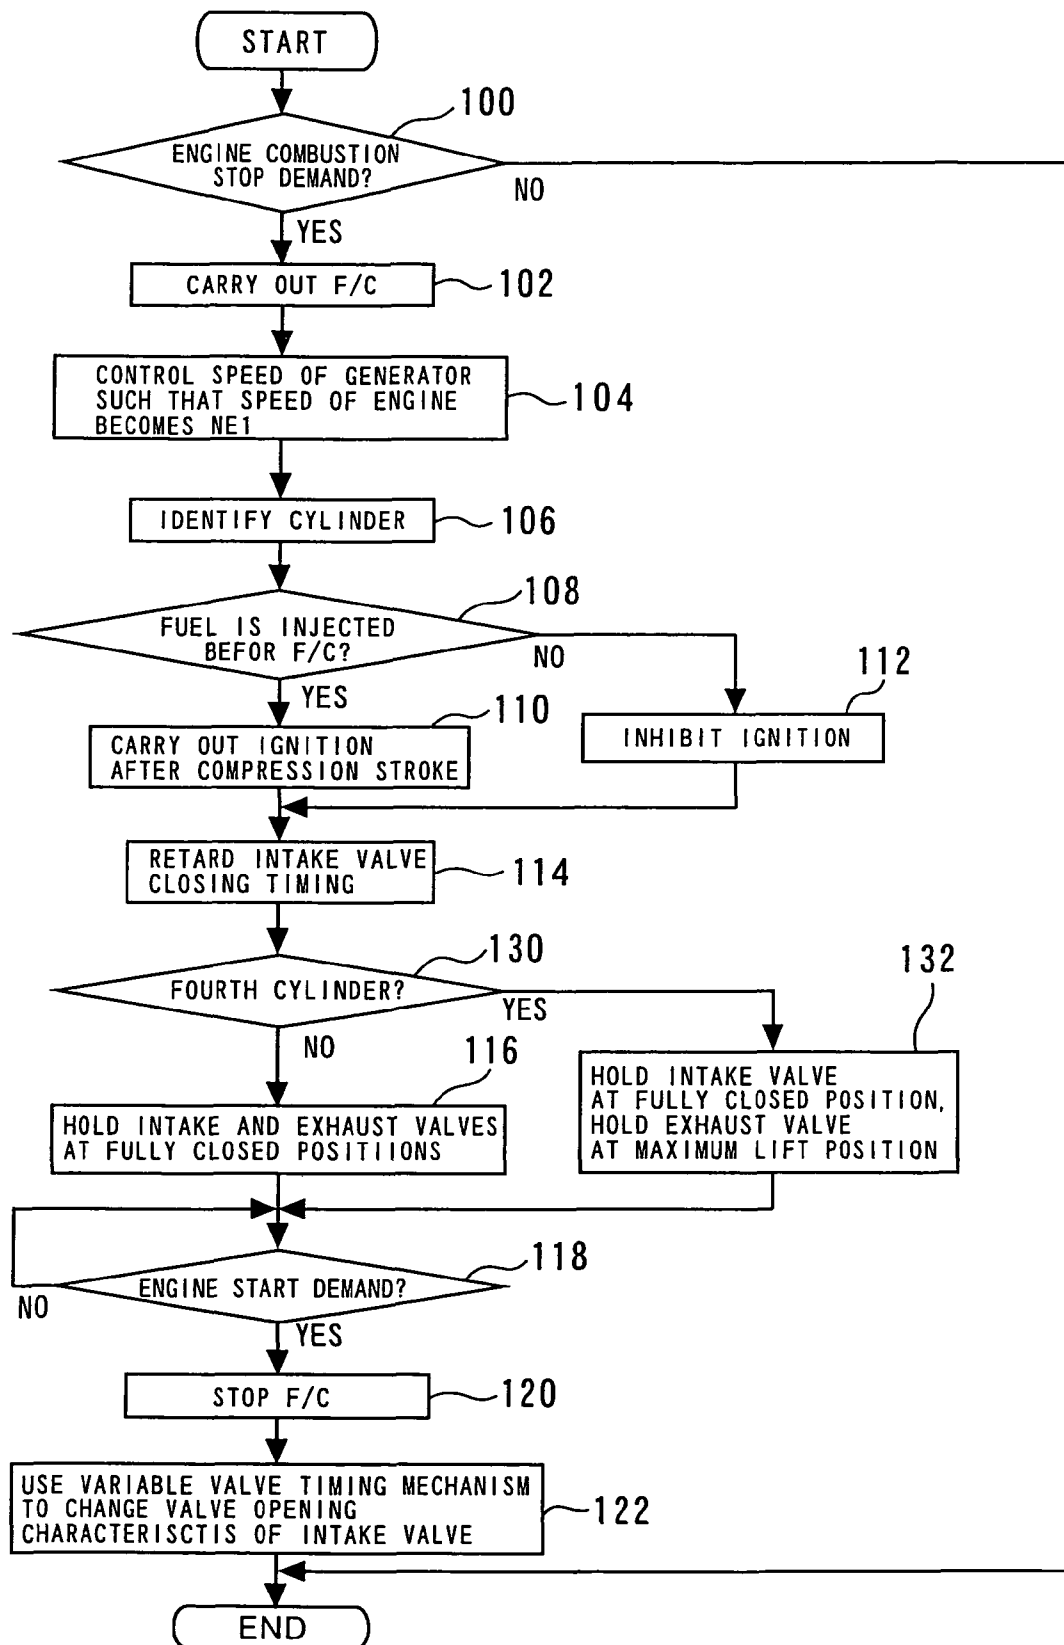 START
100
ENGINE COMBUSTION
STOP DEMAND?
NO
YES
CARRY OUT F/C
102
CONTROL SPEED OF GENERATOR
SUCH THAT SPEED OF ENGINE
BECOMES NE1
104
IDENTIFY CYLINDER
106
108
FUEL IS INJECTED
BEFOR F/C?
NO
YES
110
112
CARRY OUT IGNITION
AFTER COMPRESSION STROKE
INHIBIT IGNITION
RETARD INTAKE VALVE
CLOSING TIMING
114
130
FOURTH CYLINDER?
YES
132
NO
116
HOLD INTAKE AND EXHAUST VALVES
AT FULLY CLOSED POSITIIONS
HOLD INTAKE VALVE
AT FULLY CLOSED POSITION,
HOLD EXHAUST VALVE
AT MAXIMUM LIFT POSITION
118
ENGINE START DEMAND?
NO
YES
STOP F/C
120
USE VARIABLE VALVE TIMING MECHANISM
TO CHANGE VALVE OPENING
CHARACTERISCTIS OF INTAKE VALVE
122
END